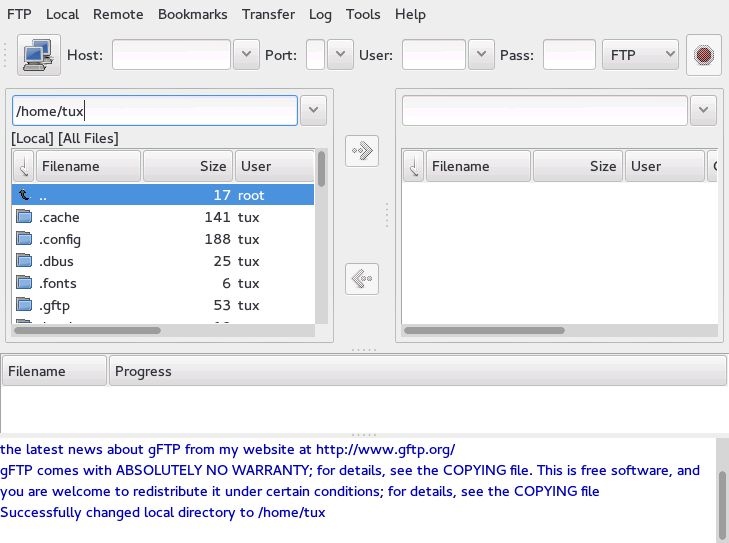 FTP Local Remote Bookmarks Transfer Log Tools Help
Host: Port: User: Pass: FTP
/home/tux
[Local] [All Files]
Filename Size User
Filename Size User
.. 17 root
.cache 141 tux
.config 188 tux
.dbus 25 tux
.fonts 6 tux
.gftp 53 tux
Filename Progress
the latest news about gFTP from my website at http://www.gftp.org/
gFTP comes with ABSOLUTELY NO WARRANTY; for details, see the COPYING file. This is free software, and
you are welcome to redistribute it under certain conditions; for details, see the COPYING file
Successfully changed local directory to /home/tux